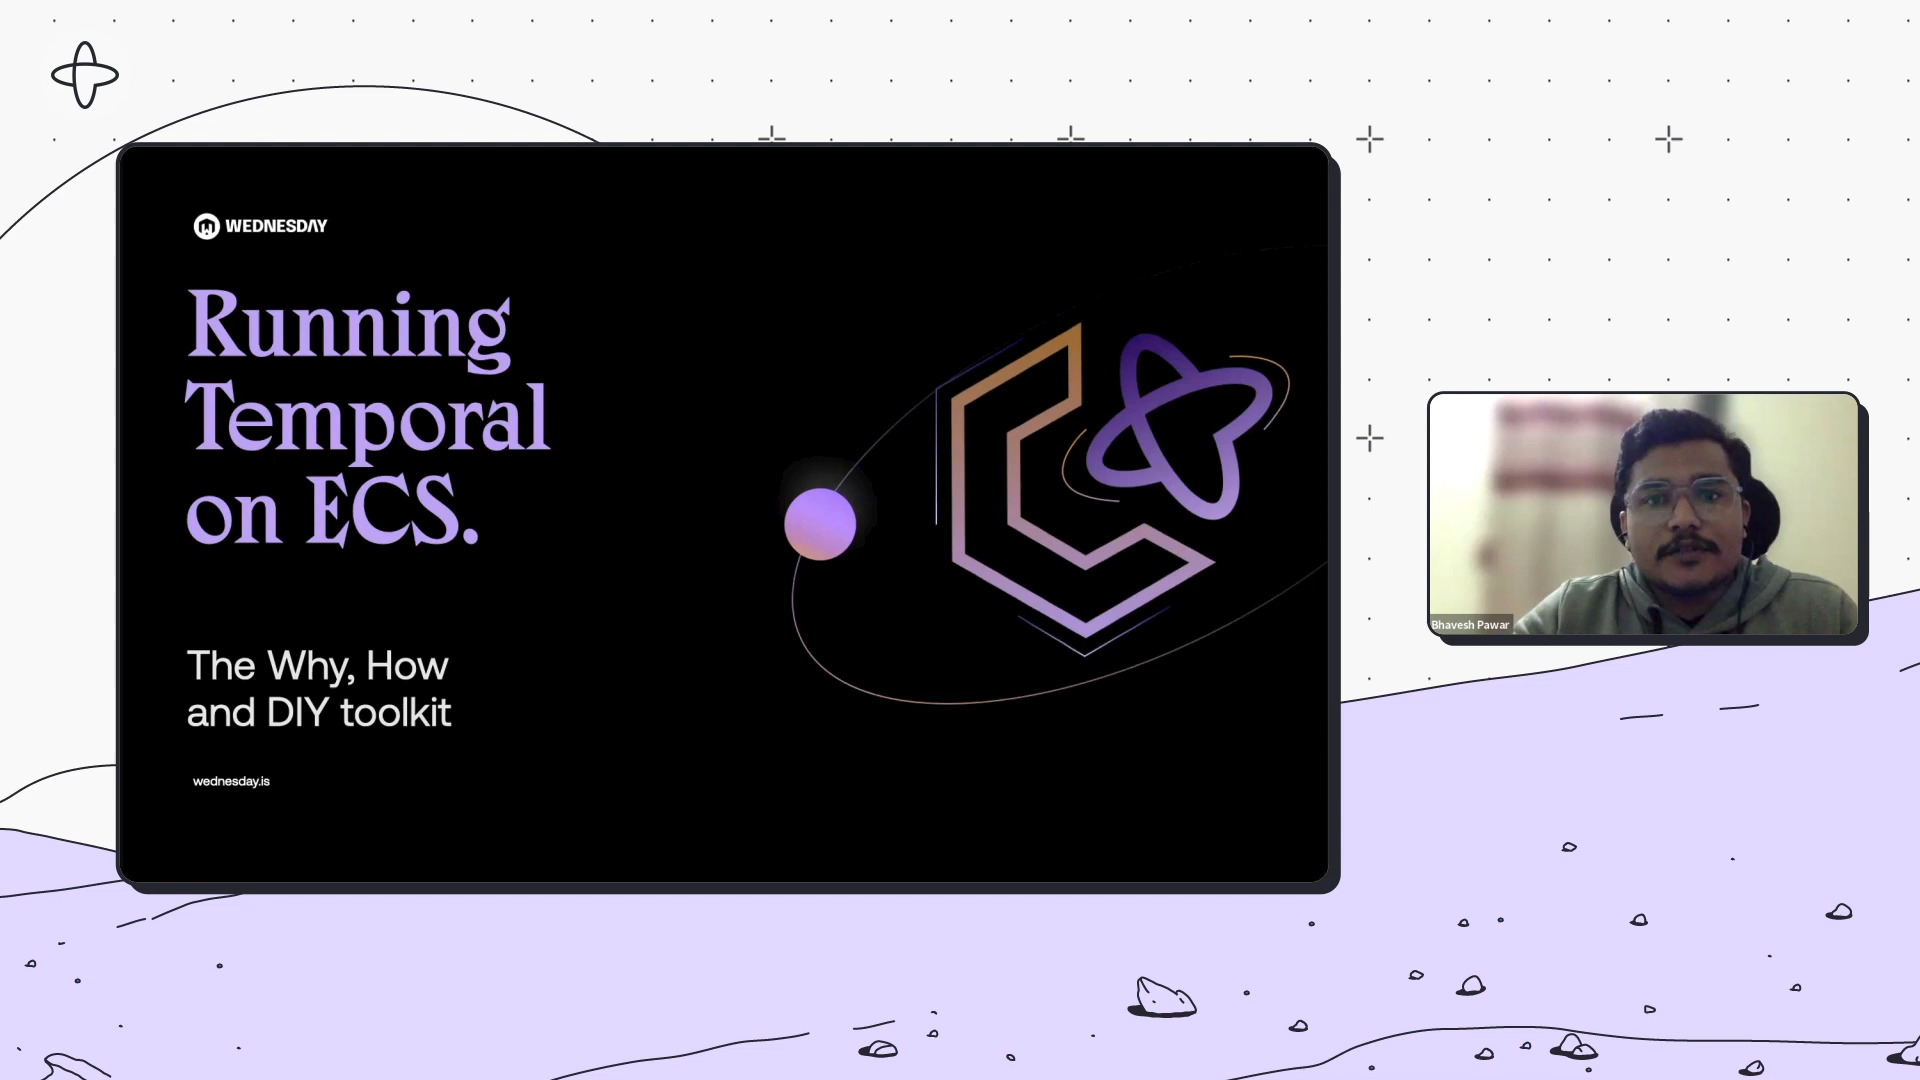 WEDNESDAY
Running
Temporal
on ECS.
The Why, How
and DIY toolkit
wednesday.is
Bhavesh Pawar